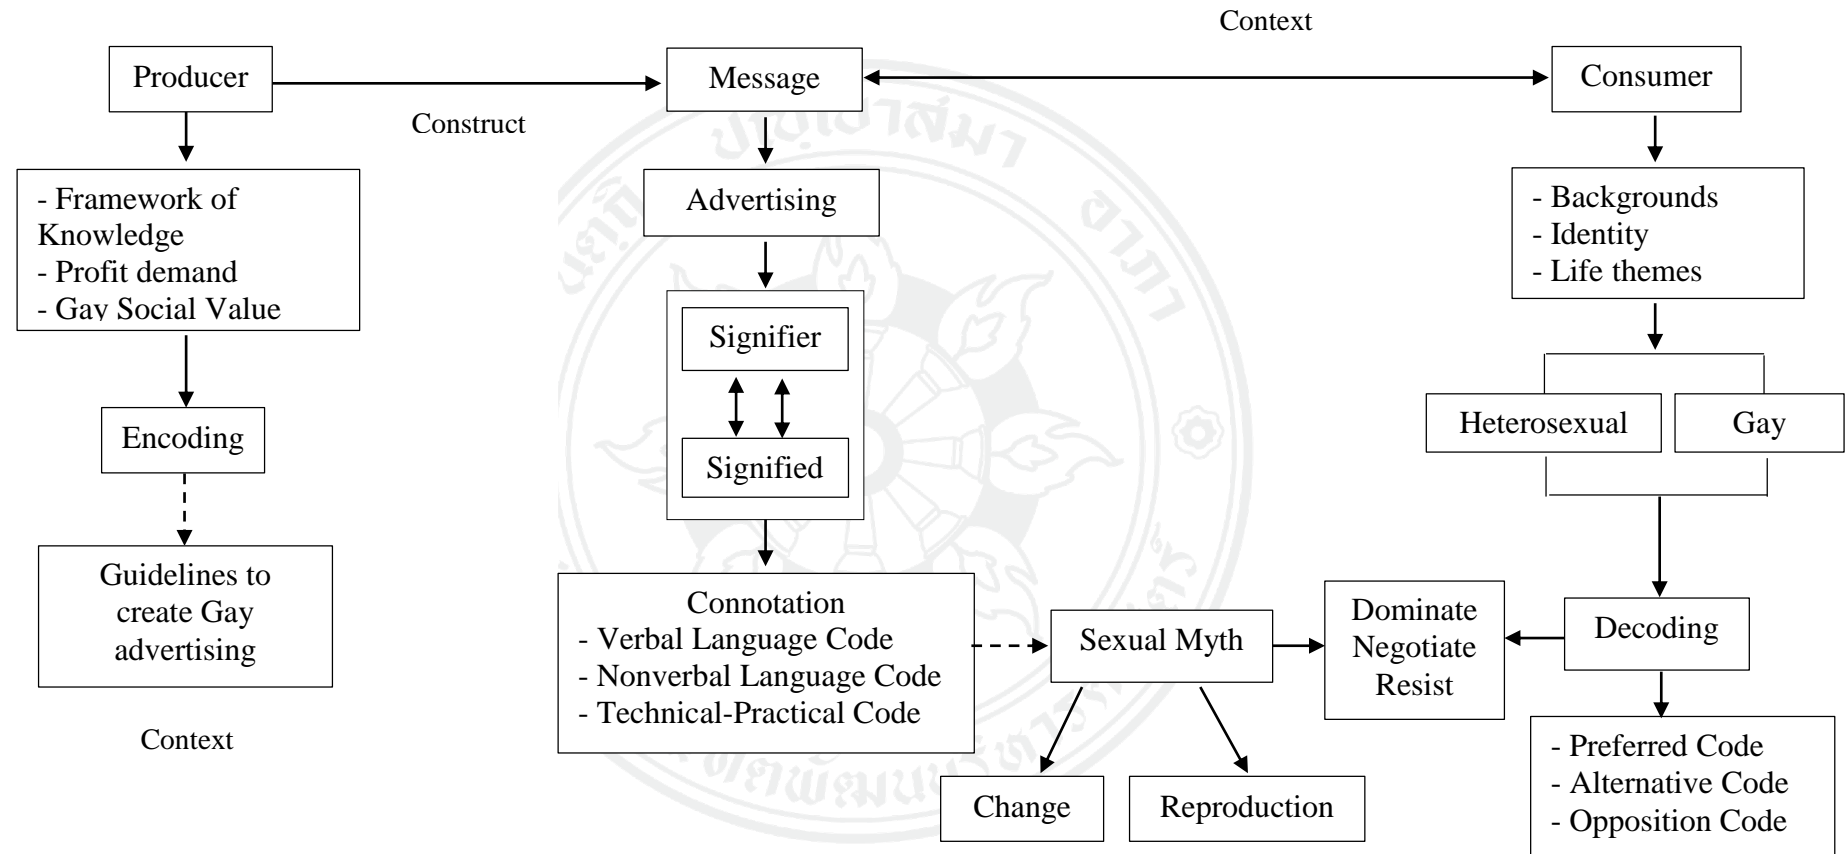 Context
Producer
Message
Consumer
Construct
- Framework of
Knowledge
- Profit demand
- Gay Social Value
Advertising
- Backgrounds
- Identity
- Life themes
Signifier
Signified
Heterosexual
Gay
Encoding
Guidelines to
create Gay
advertising
Context
Connotation
- Verbal Language Code
- Nonverbal Language Code
- Technical-Practical Code
Sexual Myth
Dominate
Negotiate
Resist
Decoding
Change
Reproduction
- Preferred Code
- Alternative Code
- Opposition Code